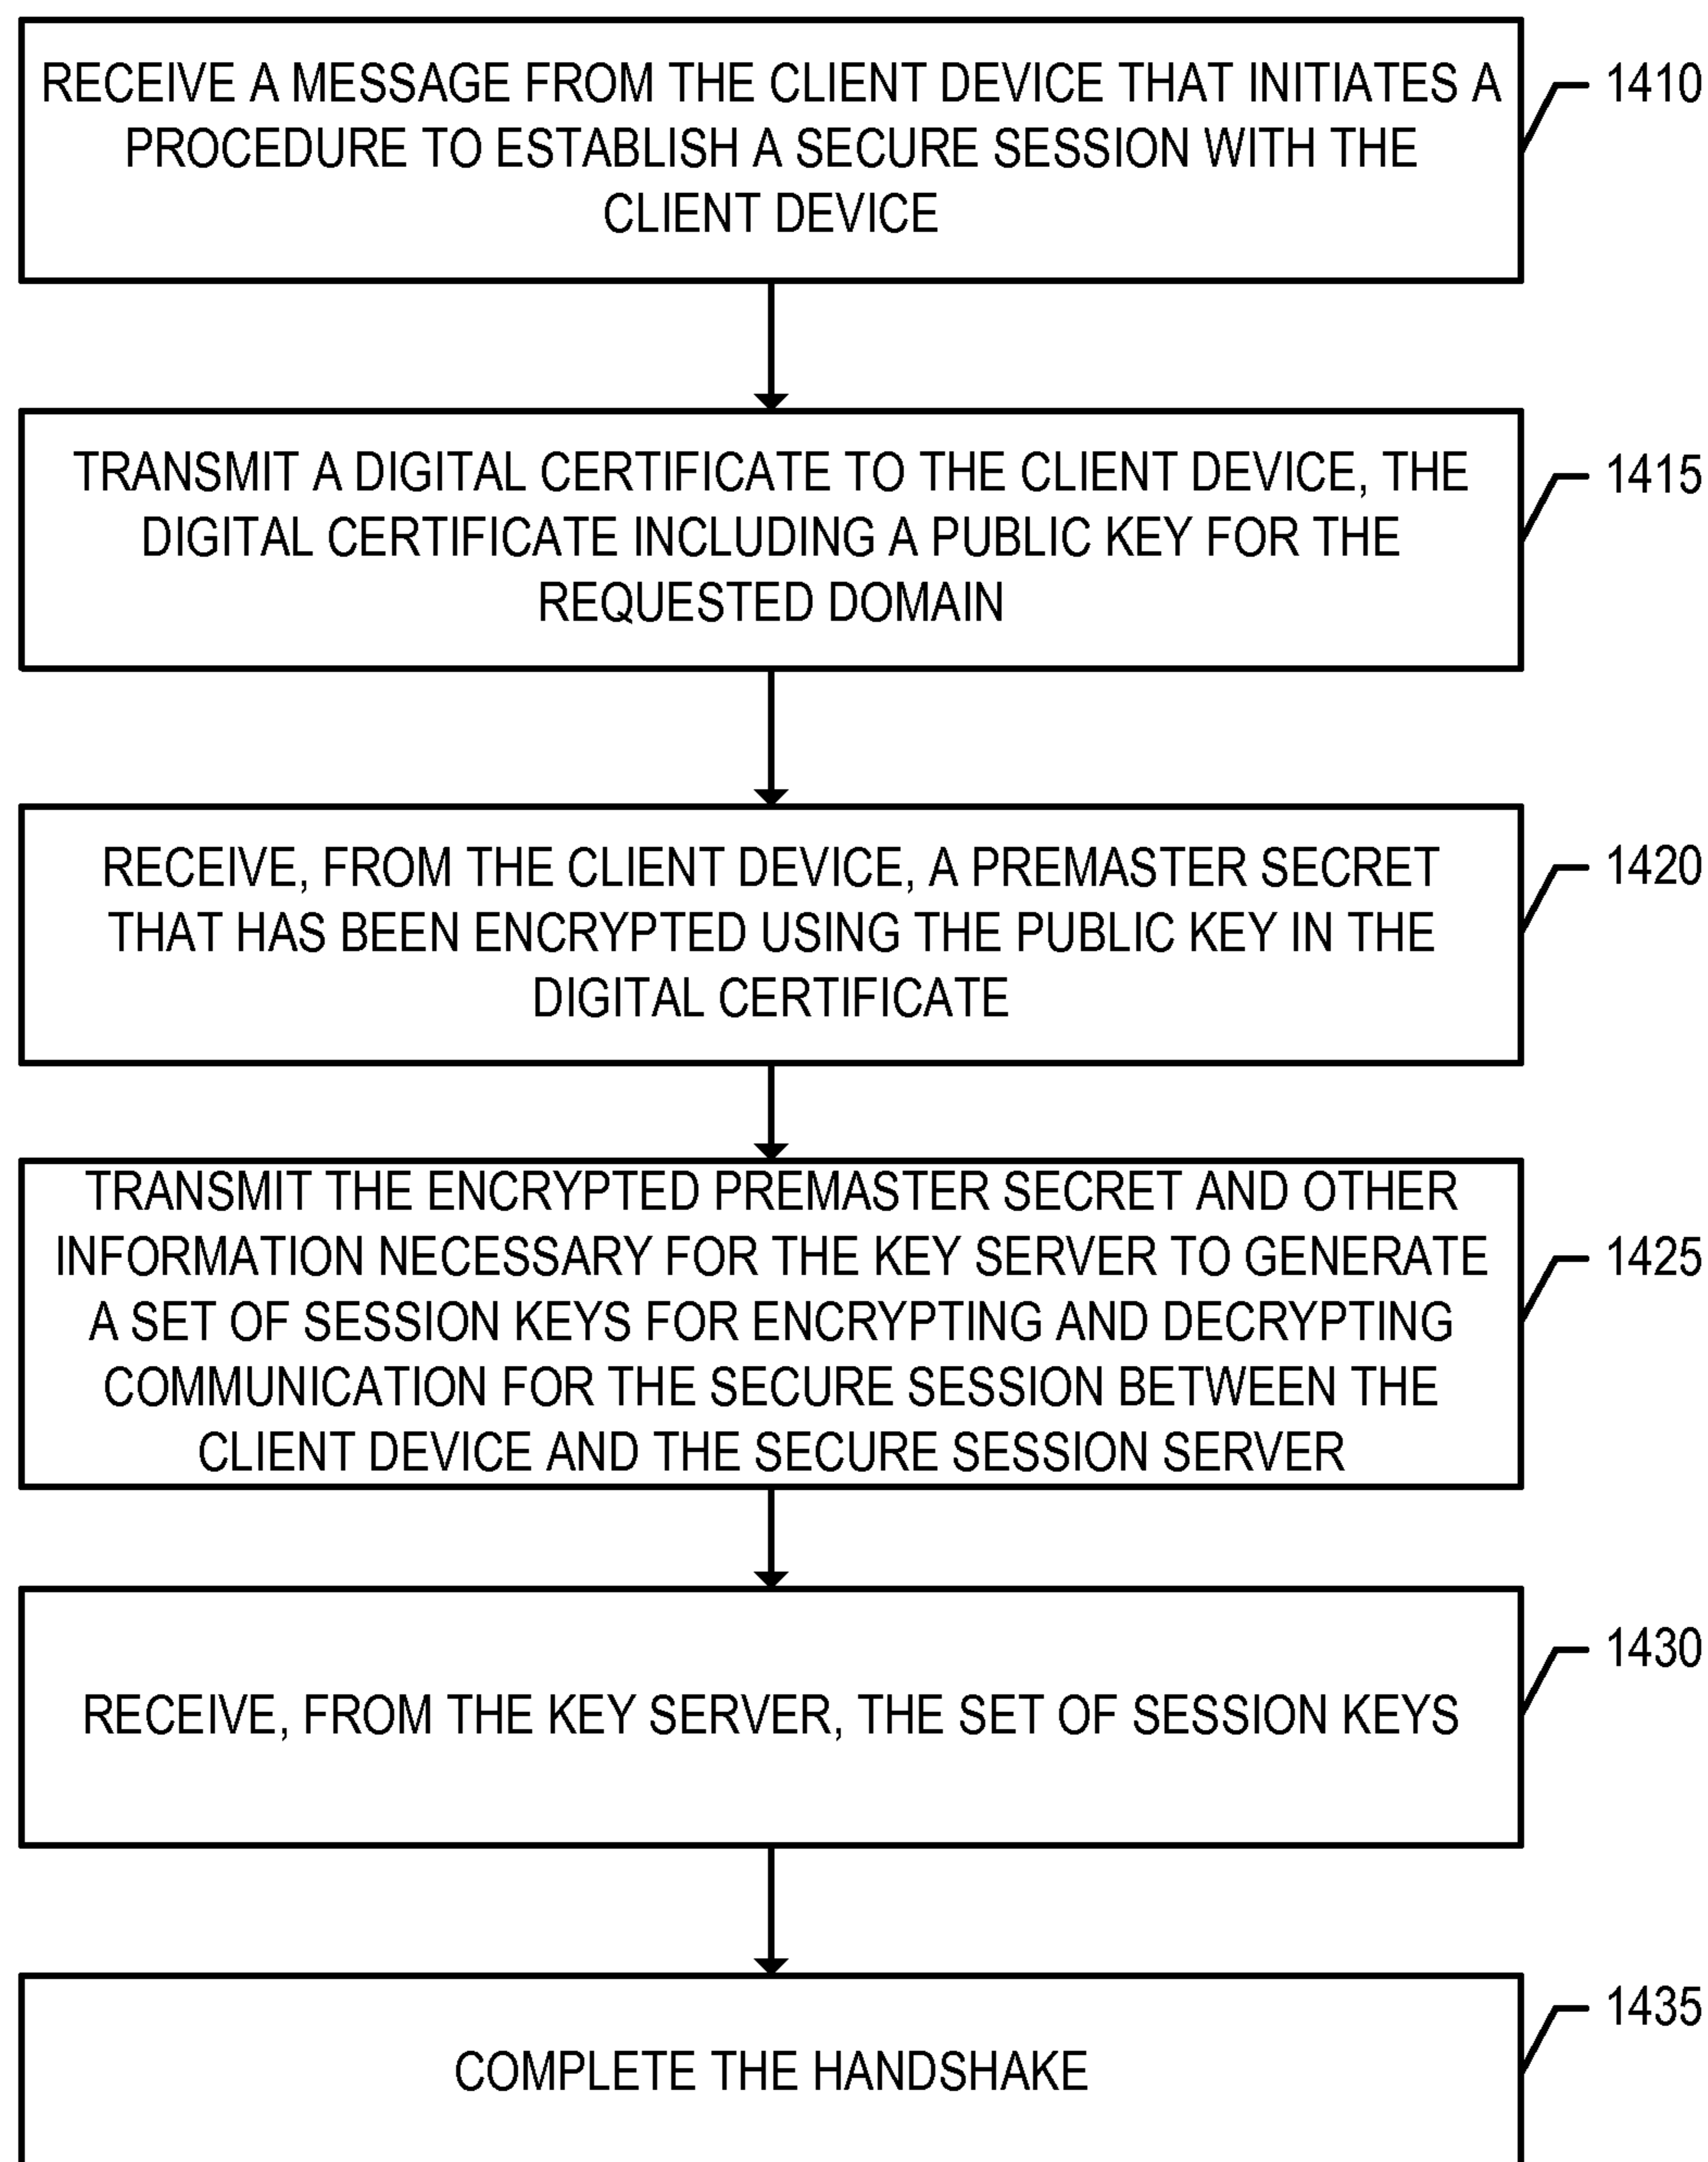 RECEIVE A MESSAGE FROM THE CLIENT DEVICE THAT INITIATES A
PROCEDURE TO ESTABLISH A SECURE SESSION WITH THE
CLIENT DEVICE
1410
TRANSMIT A DIGITAL CERTIFICATE TO THE CLIENT DEVICE, THE
DIGITAL CERTIFICATE INCLUDING A PUBLIC KEY FOR THE
REQUESTED DOMAIN
1415
RECEIVE, FROM THE CLIENT DEVICE, A PREMASTER SECRET
THAT HAS BEEN ENCRYPTED USING THE PUBLIC KEY IN THE
DIGITAL CERTIFICATE
1420
TRANSMIT THE ENCRYPTED PREMASTER SECRET AND OTHER
INFORMATION NECESSARY FOR THE KEY SERVER TO GENERATE
A SET OF SESSION KEYS FOR ENCRYPTING AND DECRYPTING
COMMUNICATION FOR THE SECURE SESSION BETWEEN THE
CLIENT DEVICE AND THE SECURE SESSION SERVER
1425
RECEIVE, FROM THE KEY SERVER, THE SET OF SESSION KEYS
1430
COMPLETE THE HANDSHAKE
1435